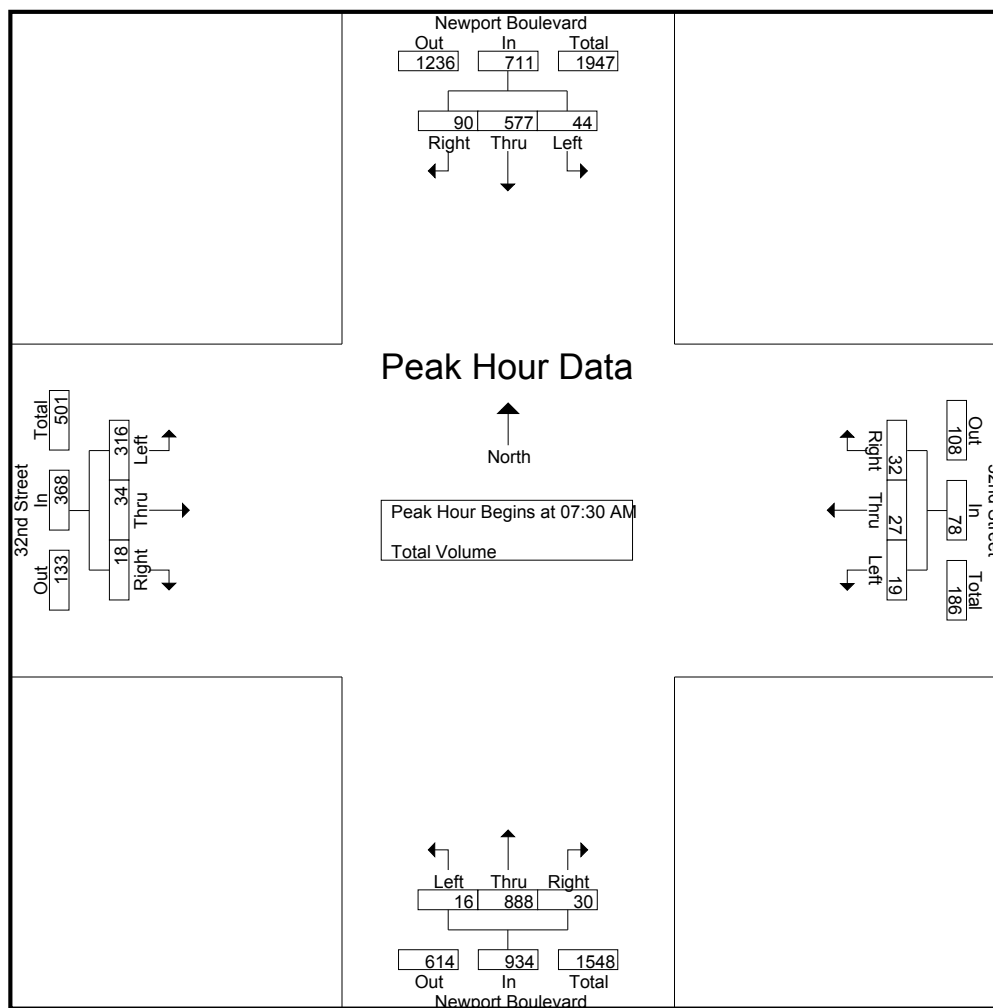 Newport Boulevard
Out In Total
1236 711 1947
90 577 44
Right Thru Left
Peak Hour Data
North
Peak Hour Begins at 07:30 AM
Total Volume
32nd Street
Total In Out
501 368 133
316 34 18
Left Thru Right
Right Thru Left
32 27 19
108 78 186
Out In Total
Street
Left Thru Right
16 888 30
614 934 1548
Out In Total
Newport Boulevard